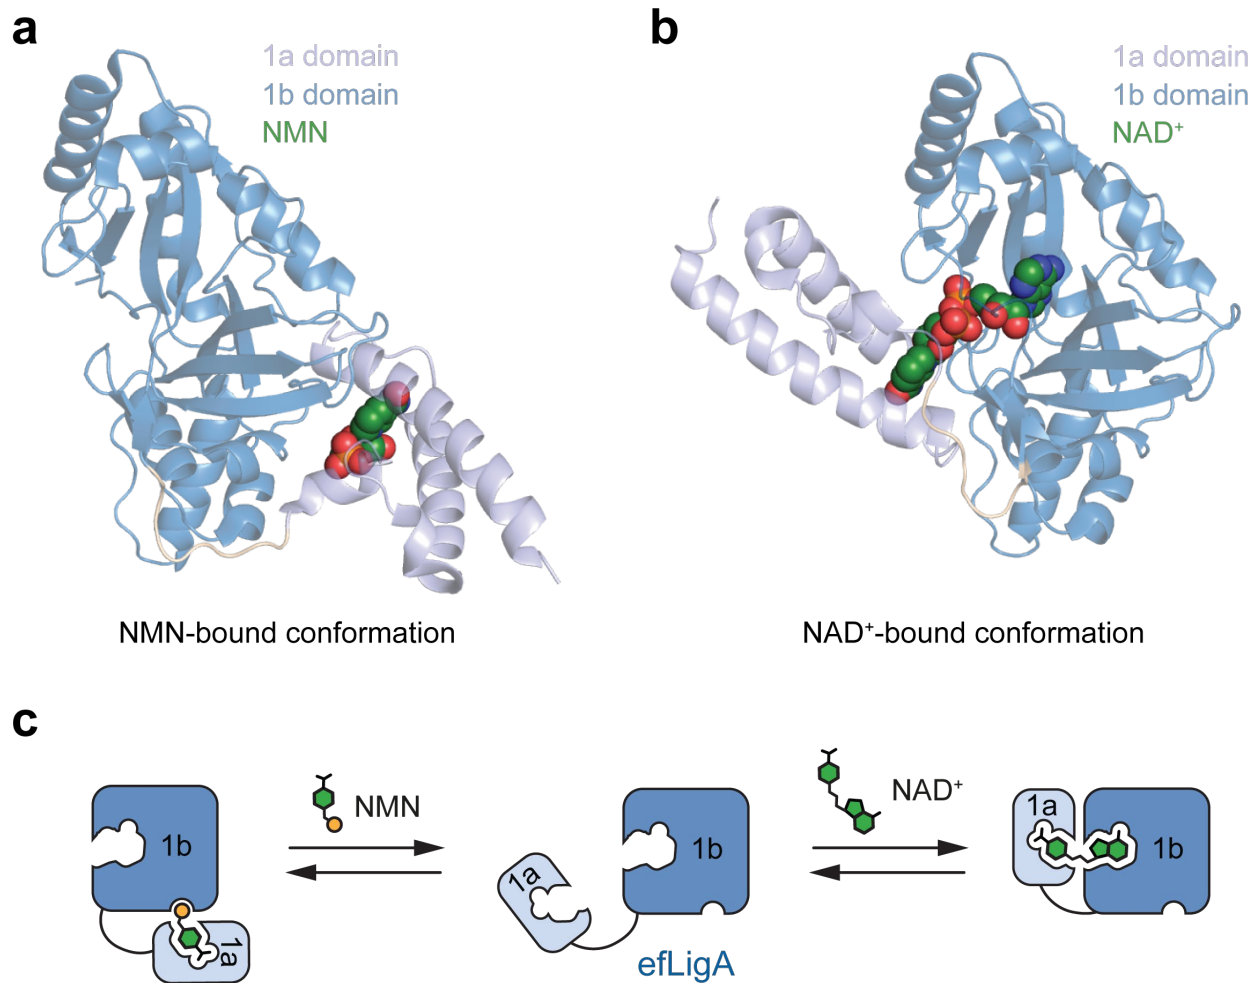 a
1a domain
1b domain
NMN
NMN-bound conformation
b
1a domain
1b domain
NAD⁺
NAD⁺-bound conformation
c
1b
1a
NMN
1a
1b
efLigA
NAD⁺
1a
1b